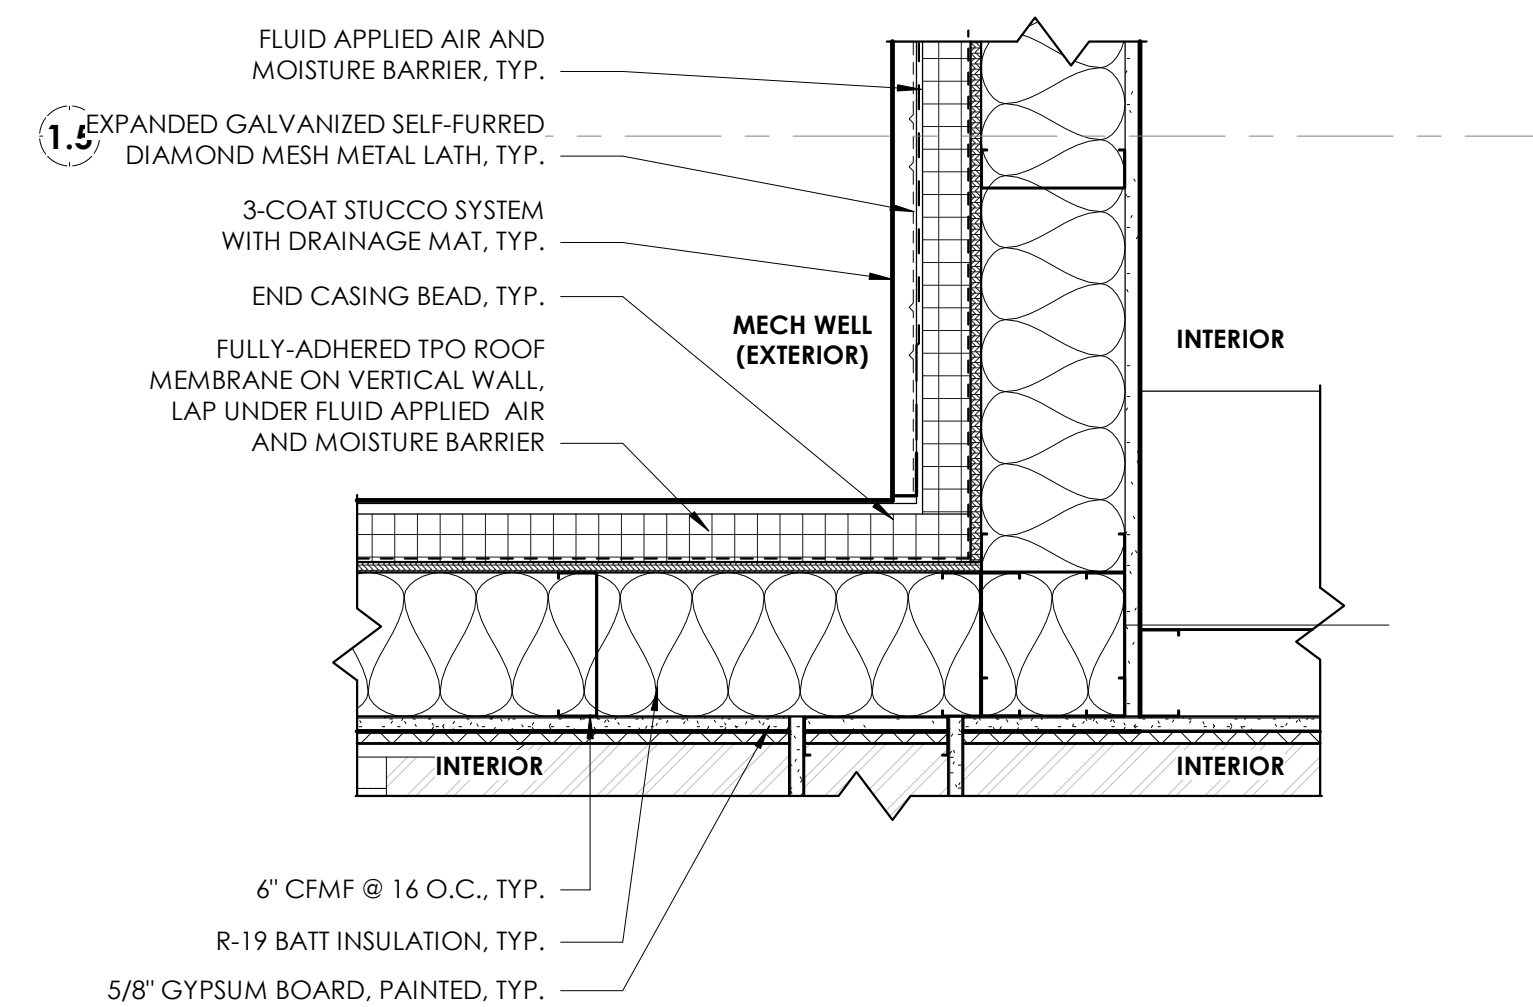 FLUID APPLIED AIR AND
MOISTURE BARRIER, TYP.
1.5
EXPANDED GALVANIZED SELF-FURRED
DIAMOND MESH METAL LATH, TYP.
3-COAT STUCCO SYSTEM
WITH DRAINAGE MAT, TYP.
END CASING BEAD, TYP.
FULLY-ADHERED TPO ROOF
MEMBRANE ON VERTICAL WALL,
LAP UNDER FLUID APPLIED AIR
AND MOISTURE BARRIER
MECH WELL
(EXTERIOR)
INTERIOR
INTERIOR
INTERIOR
6" CFMF @ 16 O.C., TYP.
R-19 BATT INSULATION, TYP.
5/8" GYPSUM BOARD, PAINTED, TYP.